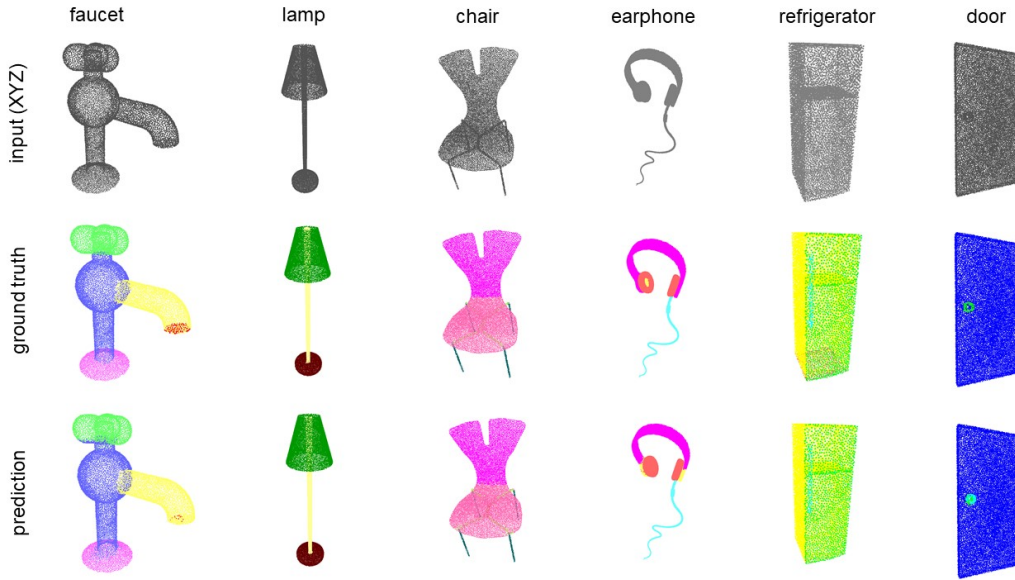 faucet lamp chair earphone refrigerator door
input (XYZ)
ground truth
prediction